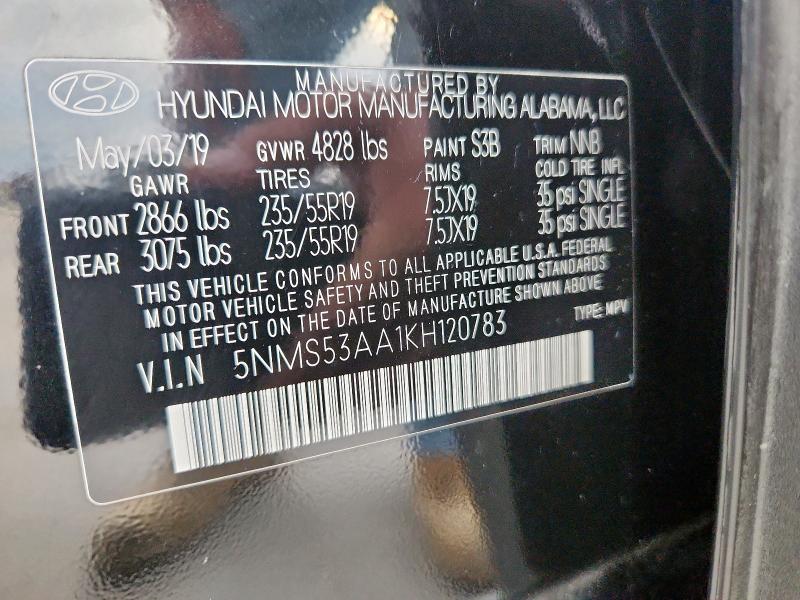 MANUFACTURED BY
HYUNDAI MOTOR MANUFACTURING ALABAMA, LLC
May/03/19 GVWR 4828 lbs PAINT S3B TRIM NNB
GAWR TIRES RIMS COLD TIRE INFL
FRONT 2866 lbs 235/55R19 7.5JX19 35 psi SINGLE
REAR 3075 lbs 235/55R19 7.5JX19 35 psi SINGLE
THIS VEHICLE CONFORMS TO ALL APPLICABLE U.S.A. FEDERAL
MOTOR VEHICLE SAFETY AND THEFT PREVENTION STANDARDS
IN EFFECT ON THE DATE OF MANUFACTURE SHOWN ABOVE
V.I.N 5NMS53AA1KH120783 TYPE: MPV